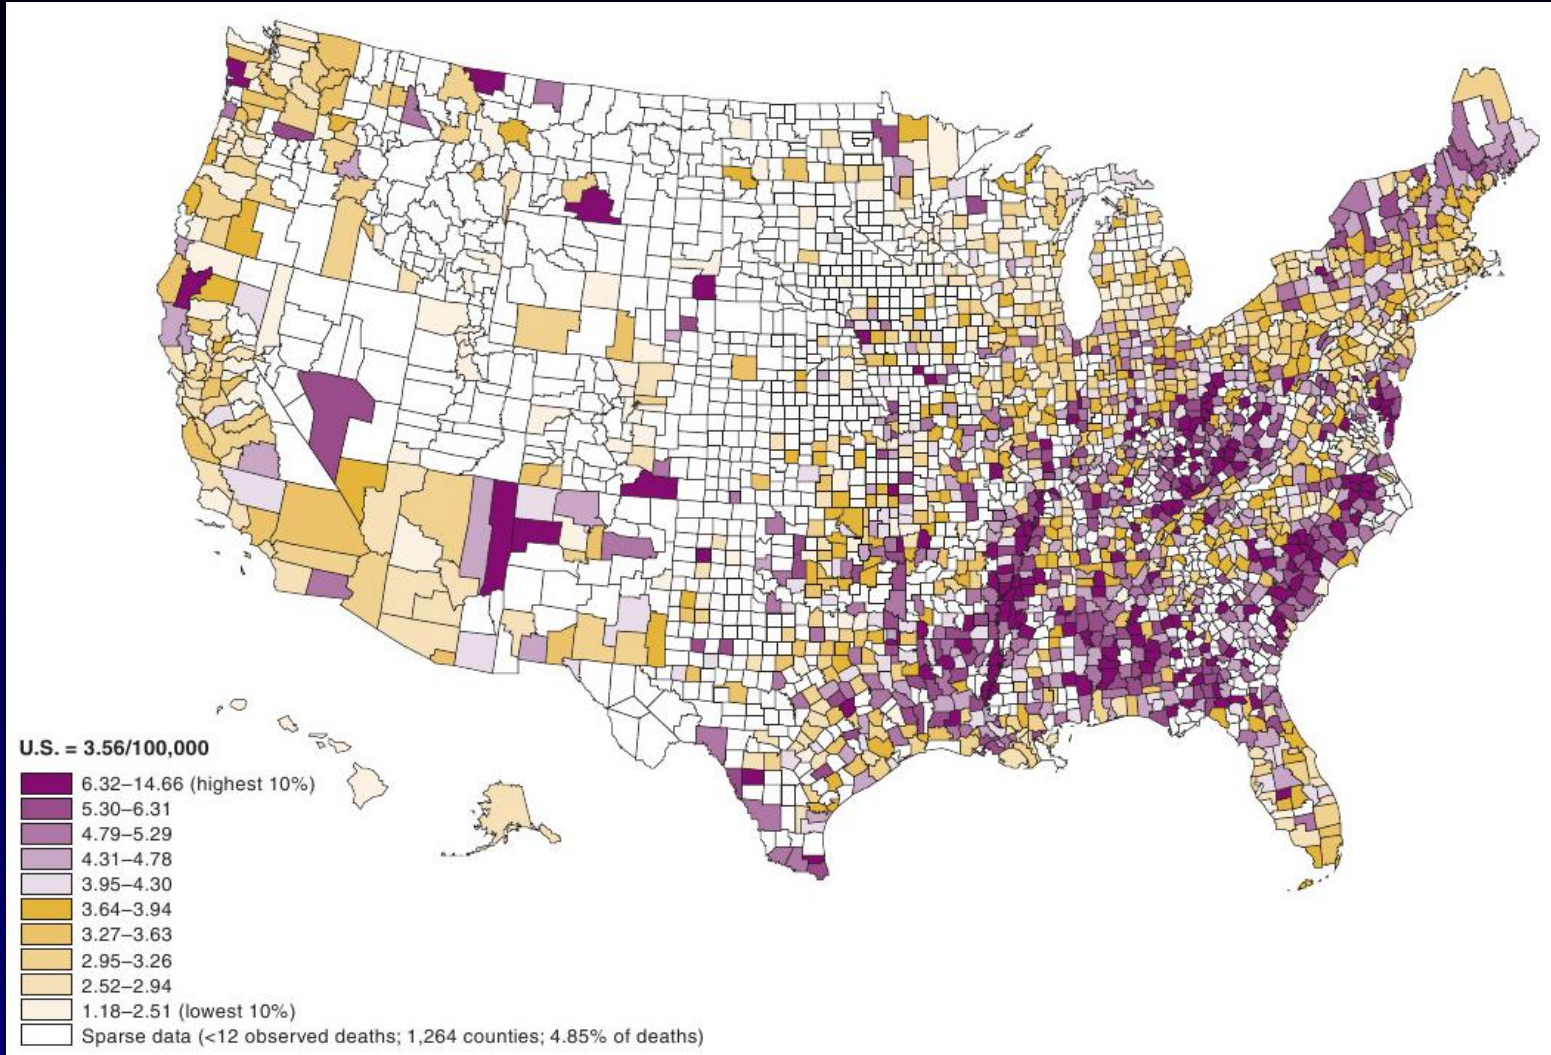 U.S. = 3.56/100,000
6.32–14.66 (highest 10%)
5.30–6.31
4.79–5.29
4.31–4.78
3.95–4.30
3.64–3.94
3.27–3.63
2.95–3.26
2.52–2.94
1.18–2.51 (lowest 10%)
Sparse data (<12 observed deaths; 1,264 counties; 4.85% of deaths)